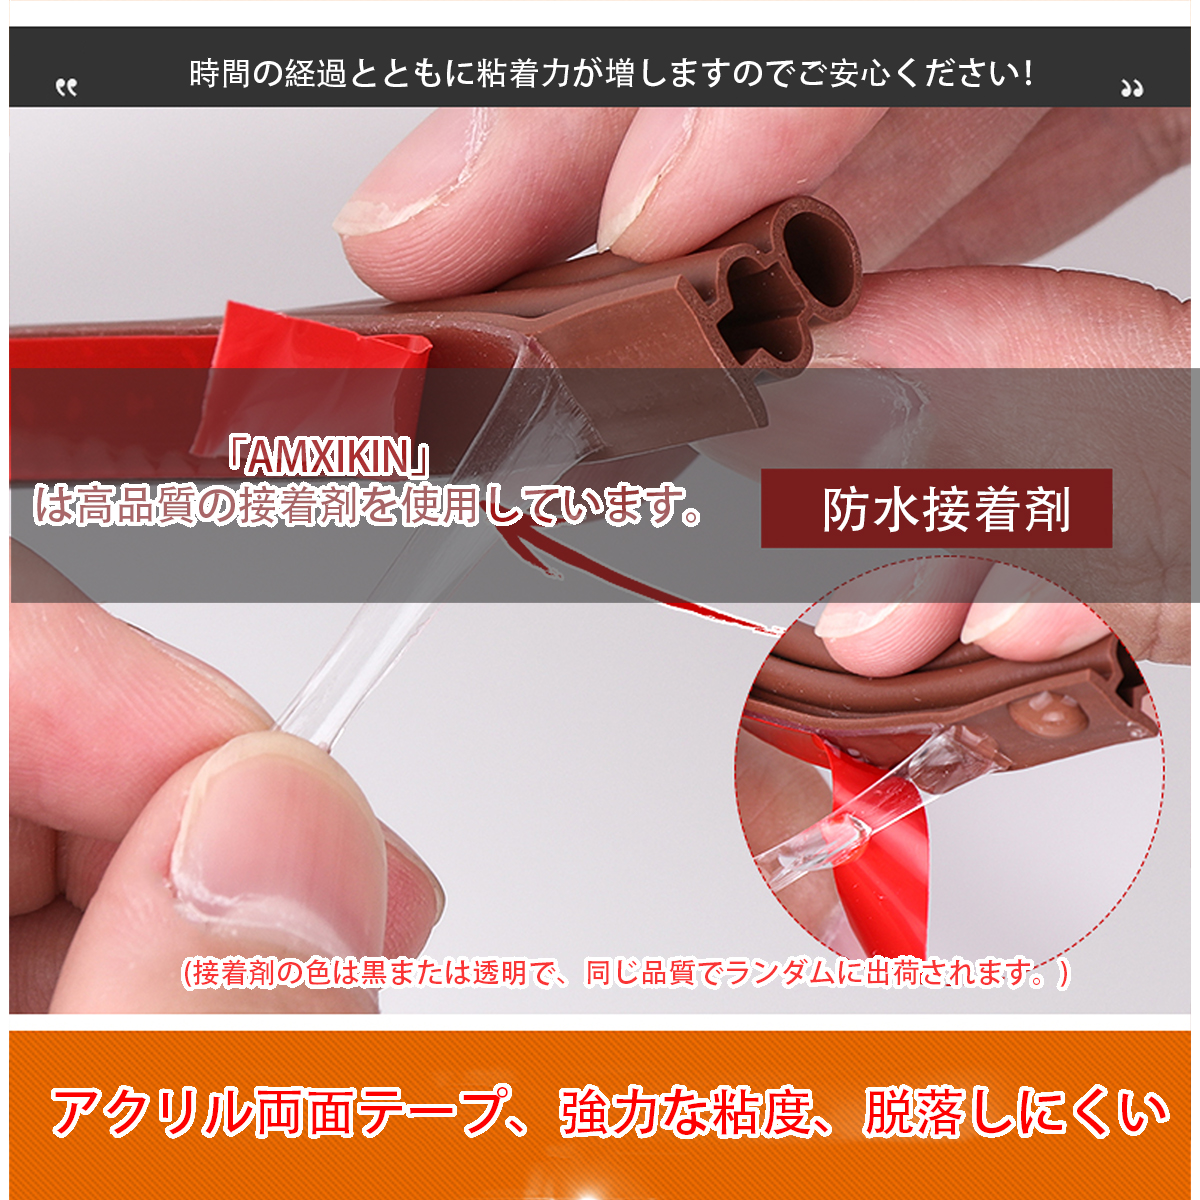 時間の経過とともに粘着力が増しますのでご安心ください!
「AMXIKIN」
は高品質の接着剤を使用しています。
防水接着剤
(接着剤の色は黒または透明で、同じ品質でランダムに出荷されます。)
アクリル両面テープ、強力な粘度、脱落しにくい